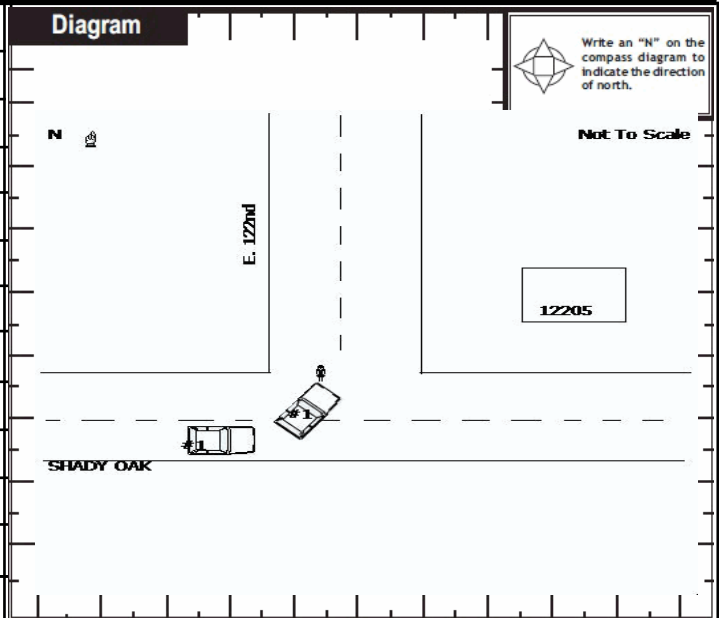 Diagram
Write an "N" on the
compass diagram to
indicate the direction
of north.
N
Not To Scale
E. 122nd
12205
#1
#1
SHADY OAK